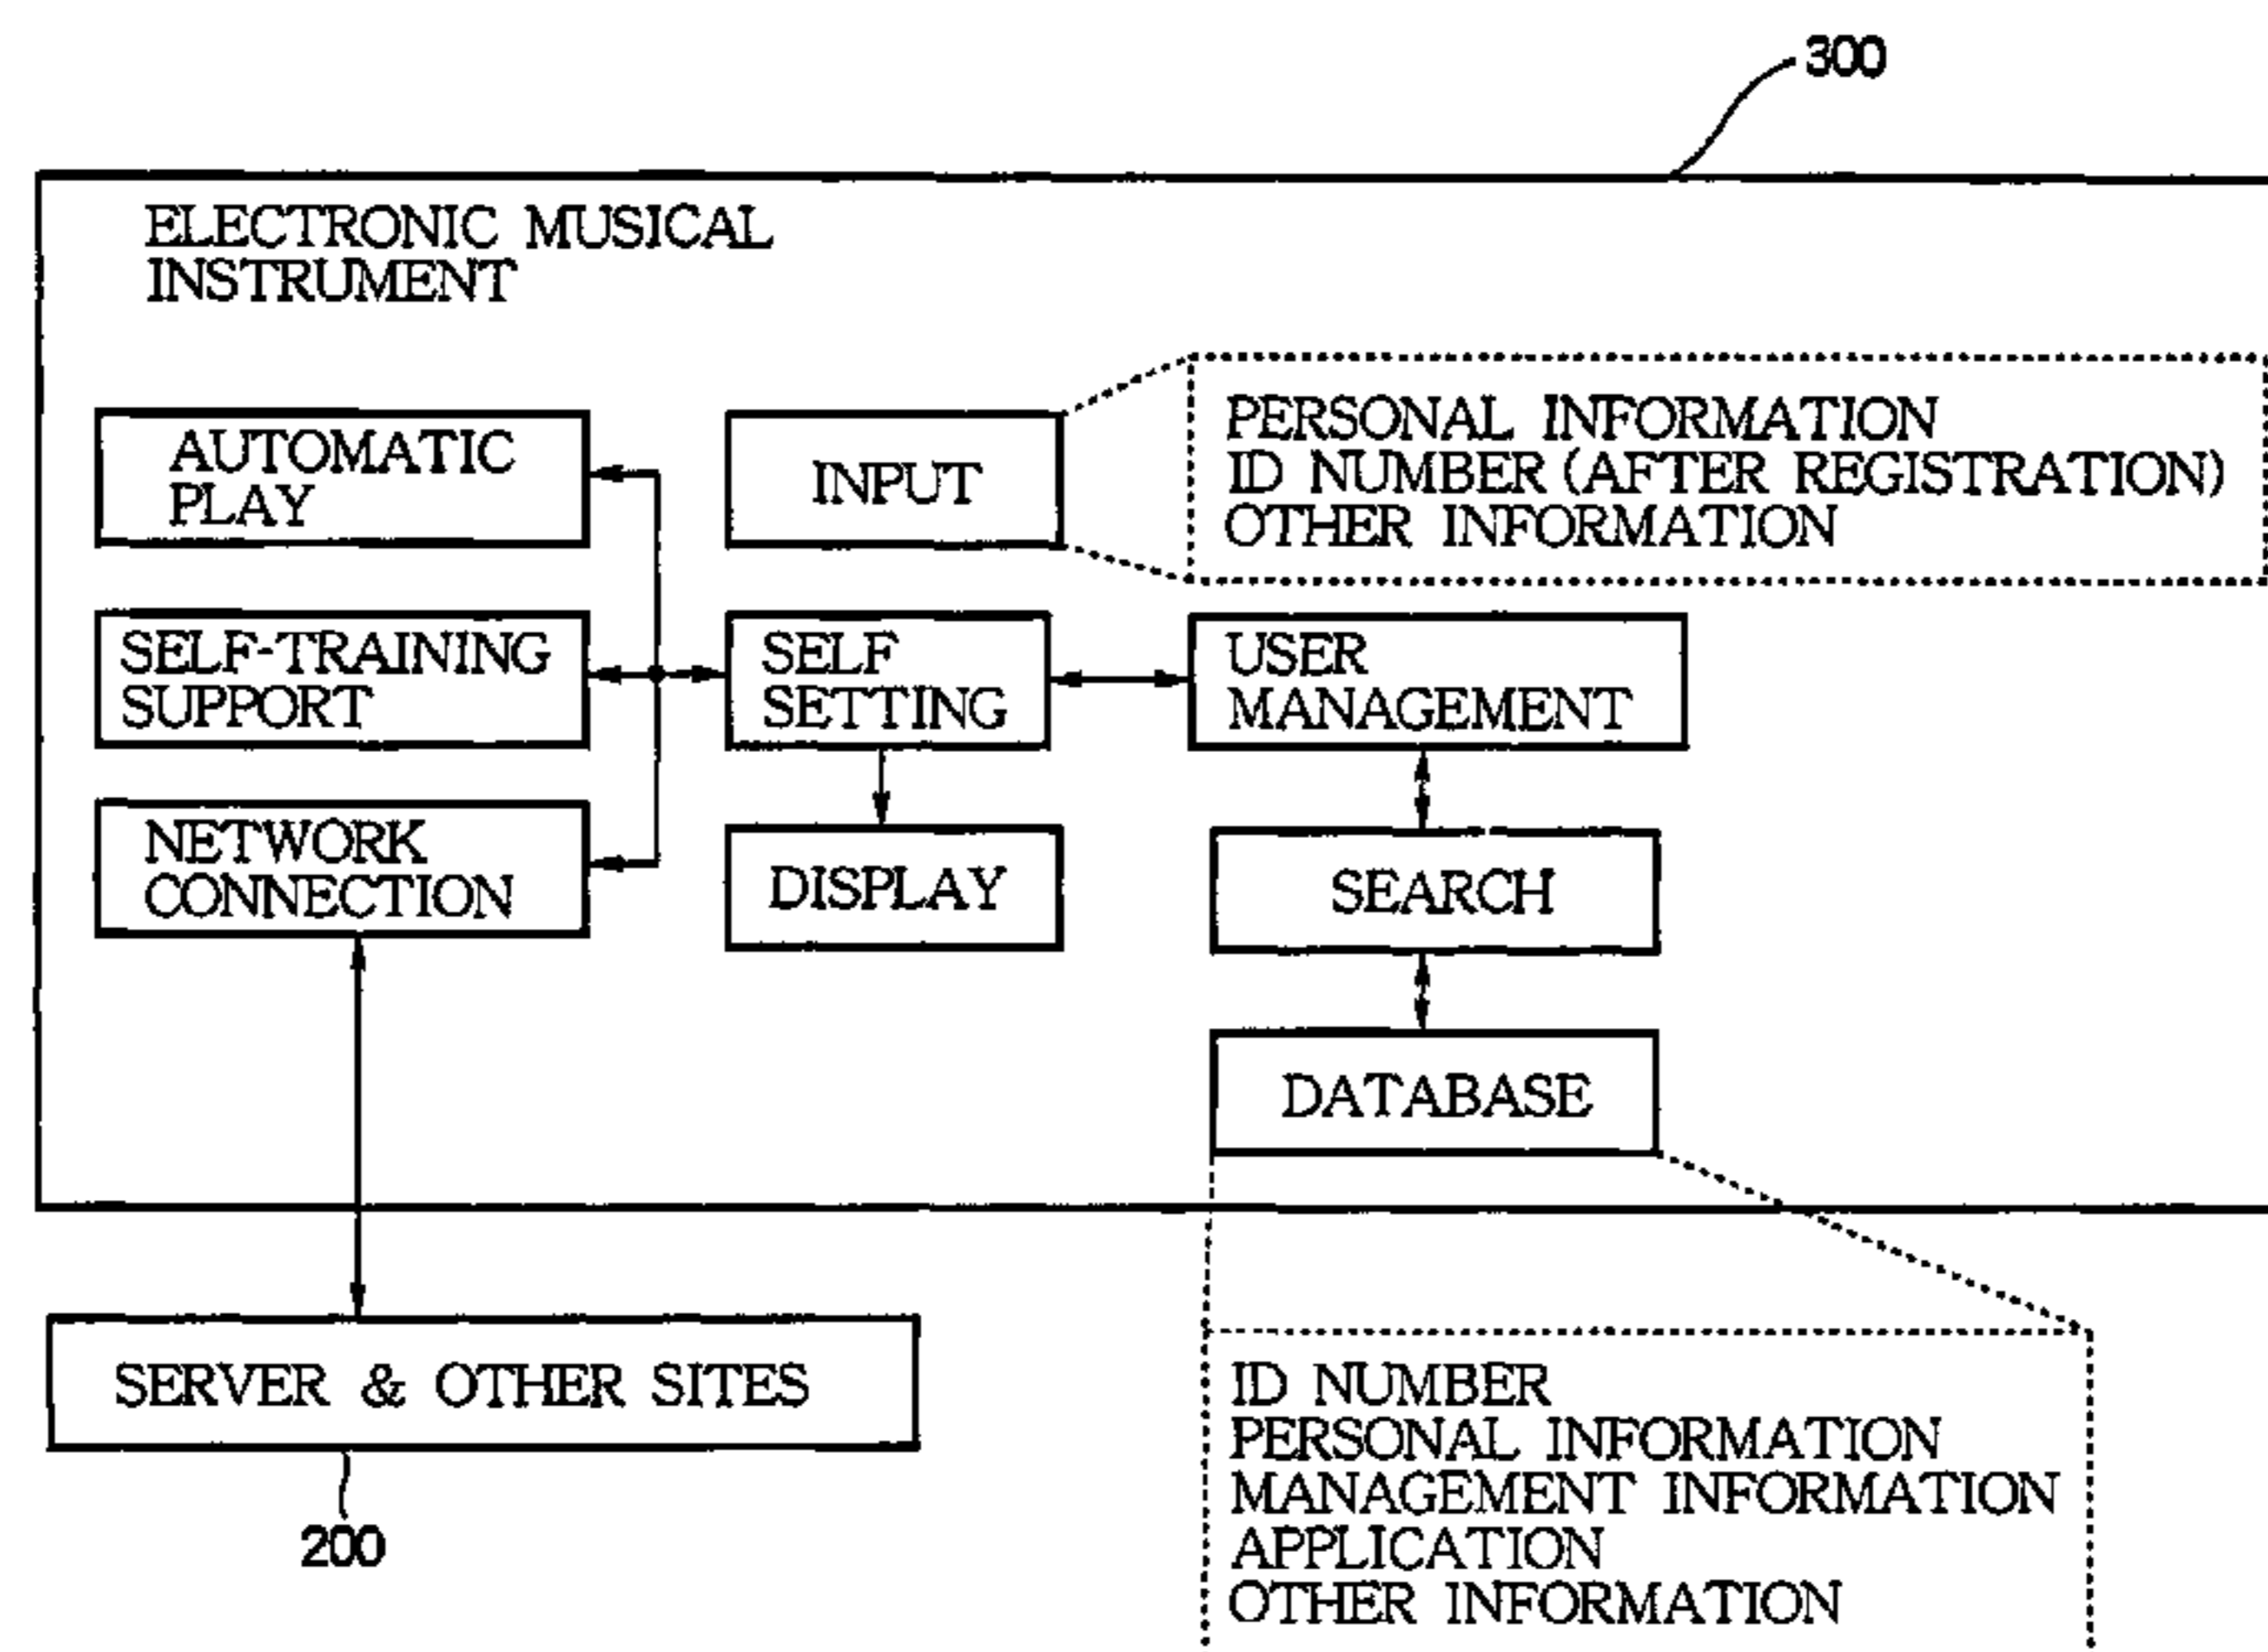 300
ELECTRONIC MUSICAL
INSTRUMENT
AUTOMATIC
PLAY
INPUT
PERSONAL INFORMATION
ID NUMBER (AFTER REGISTRATION)
OTHER INFORMATION
SELF-TRAINING
SUPPORT
SELF
SETTING
USER
MANAGEMENT
NETWORK
CONNECTION
DISPLAY
SEARCH
DATABASE
SERVER & OTHER SITES
200
ID NUMBER
PERSONAL INFORMATION
MANAGEMENT INFORMATION
APPLICATION
OTHER INFORMATION